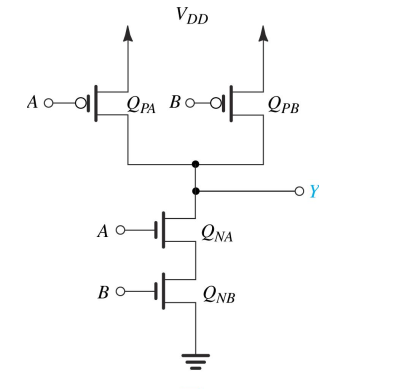 V_DD
A Q_PA B Q_PB
Y
A Q_NA
B Q_NB